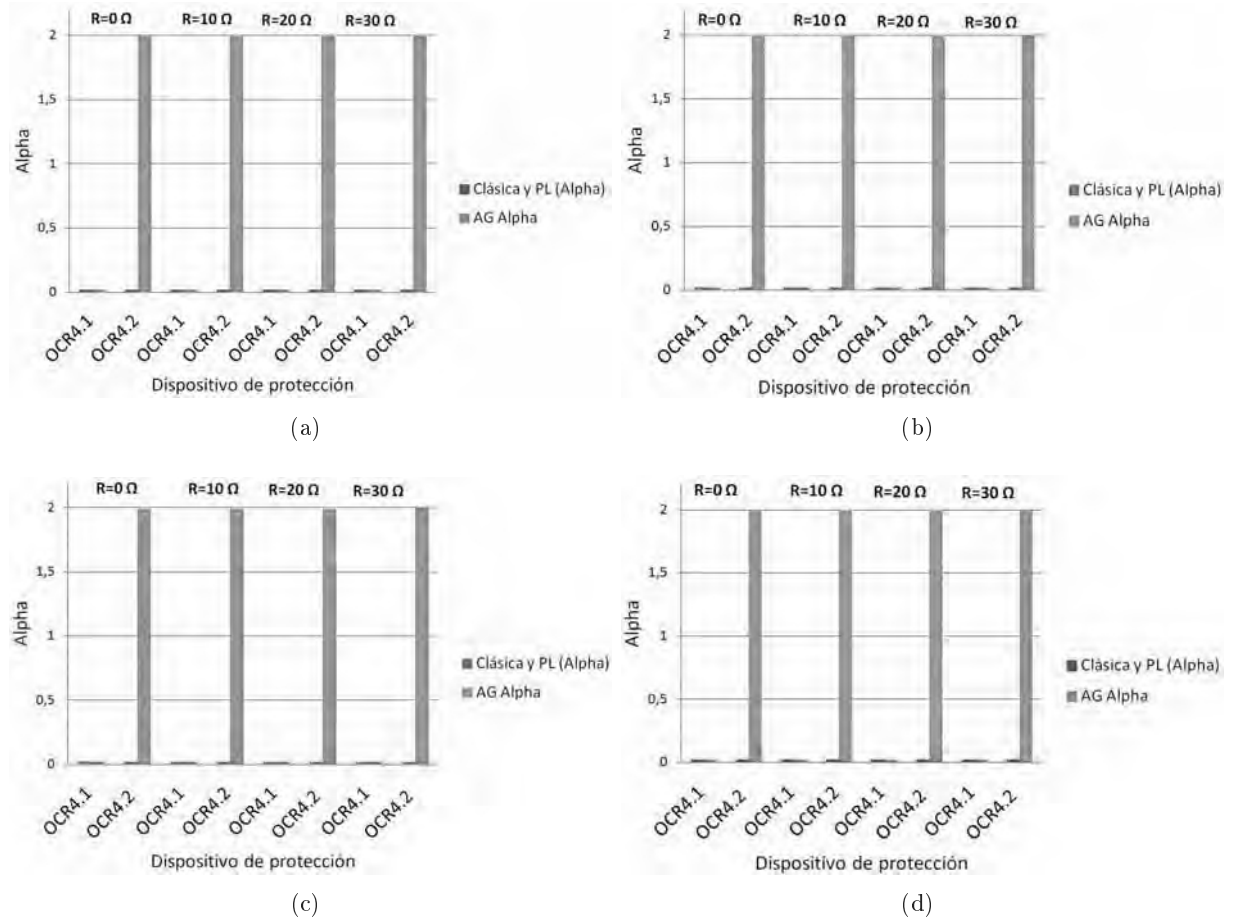 R=0 Ω R=10 Ω R=20 Ω R=30 Ω
2
1,5
1
0,5
0
Alpha
OCR4.1 OCR4.2 OCR4.1 OCR4.2 OCR4.1 OCR4.2 OCR4.1 OCR4.2
Dispositivo de protección
Clásica y PL (Alpha)
AG Alpha
(a)
R=0 Ω R=10 Ω R=20 Ω R=30 Ω
2
1,5
1
0,5
0
Alpha
OCR4.1 OCR4.2 OCR4.1 OCR4.2 OCR4.1 OCR4.2 OCR4.1 OCR4.2
Dispositivo de protección
Clásica y PL (Alpha)
AG Alpha
(b)
R=0 Ω R=10 Ω R=20 Ω R=30 Ω
2
1,5
1
0,5
0
Alpha
OCR4.1 OCR4.2 OCR4.1 OCR4.2 OCR4.1 OCR4.2 OCR4.1 OCR4.2
Dispositivo de protección
Clásica y PL (Alpha)
AG Alpha
(c)
R=0 Ω R=10 Ω R=20 Ω R=30 Ω
2
1,5
1
0,5
0
Alpha
OCR4.1 OCR4.2 OCR4.1 OCR4.2 OCR4.1 OCR4.2 OCR4.1 OCR4.2
Dispositivo de protección
Clásica y PL (Alpha)
AG Alpha
(d)